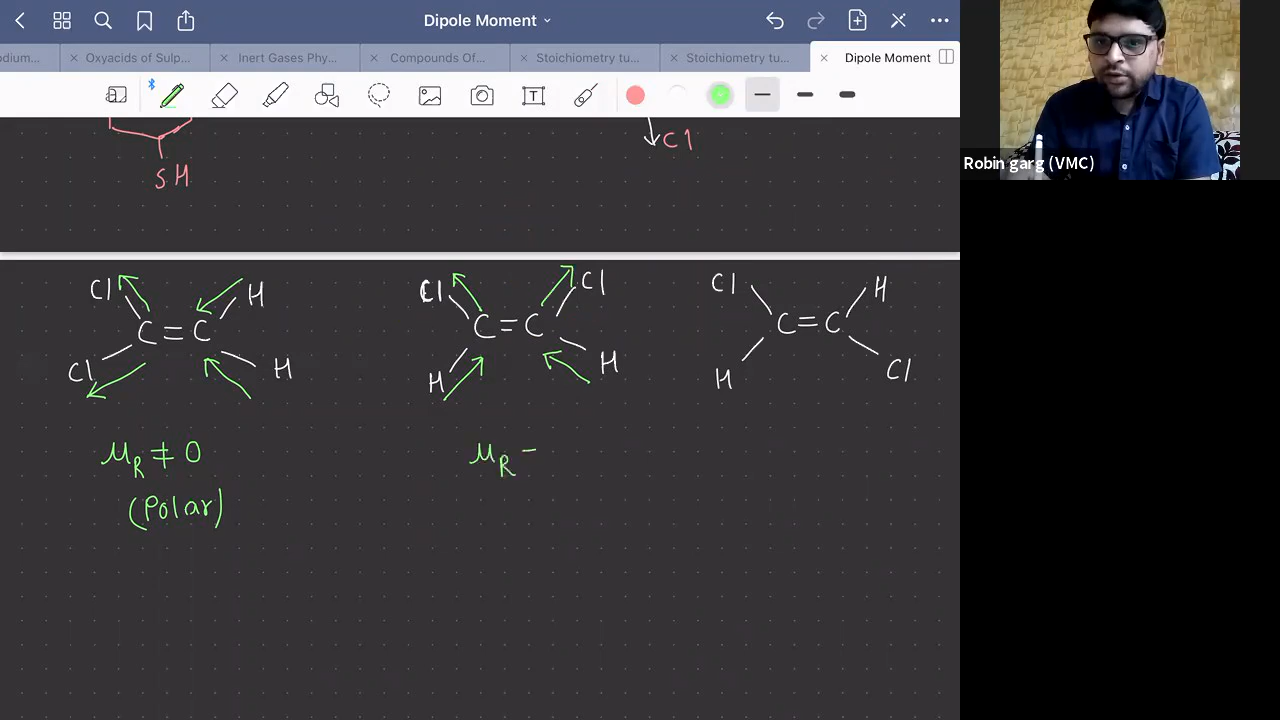 Dipole Moment
odium...
Oxyacids of Sulp...
Inert Gases Phy...
Compounds Of...
Stoichiometry tu...
Stoichiometry tu...
Dipole Moment
T
Robin garg (VMC)
SH
Cl
Cl H
C = C
Cl H
Cl Cl
C = C
H H
Cl H
C = C
H Cl
μR ≠ 0
(Polar)
μR -